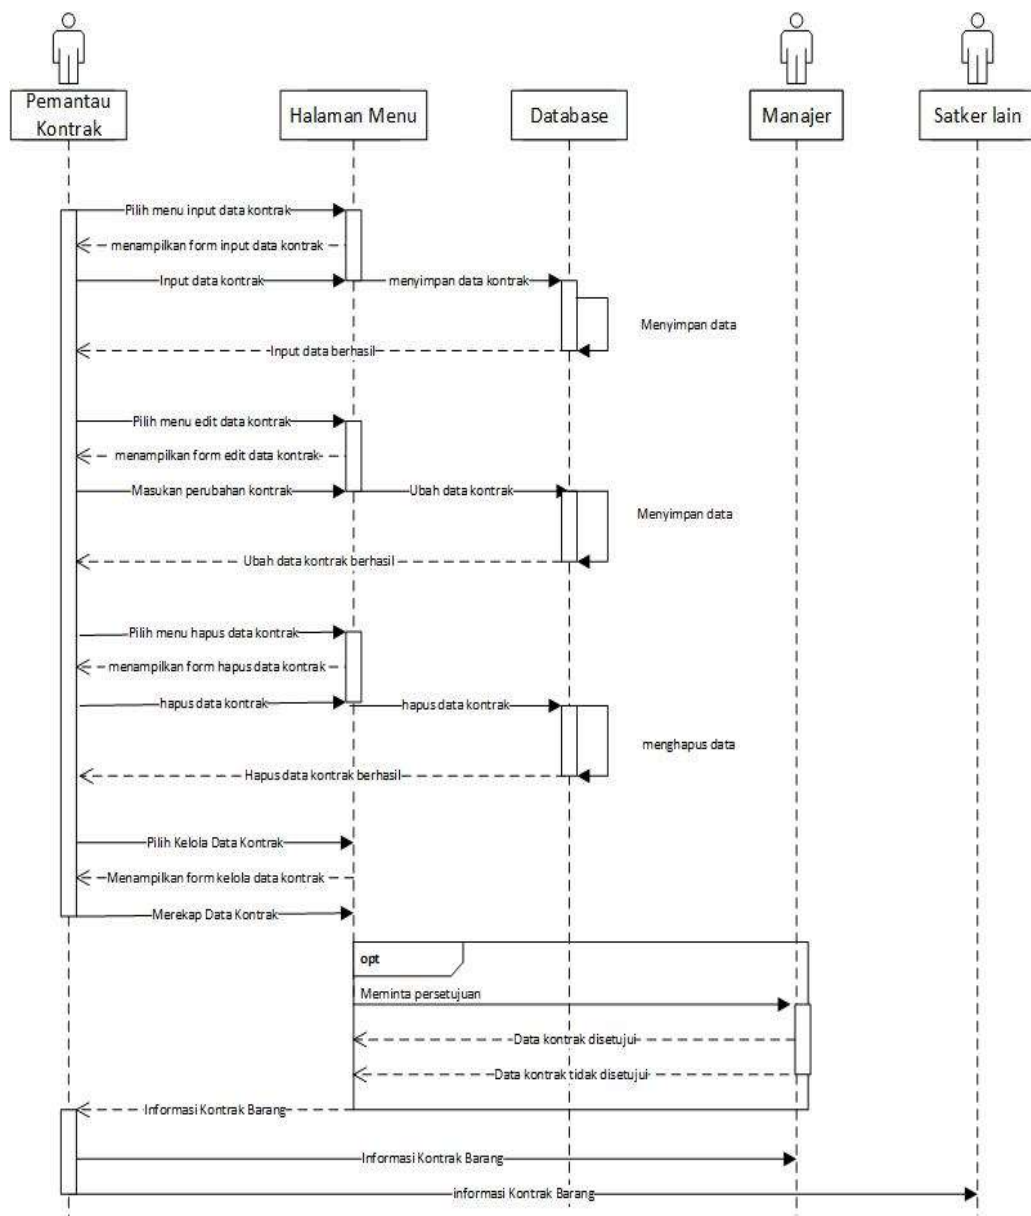 Pemantau
Kontrak
Halaman Menu
Database
Manajer
Satker lain
Pilih menu input data kontrak
menampilkan form input data kontrak
Input data kontrak
menyimpan data kontrak
Menyimpan data
Input data berhasil
Pilih menu edit data kontrak
menampilkan form edit data kontrak
Masukan perubahan kontrak
Ubah data kontrak
Menyimpan data
Ubah data kontrak berhasil
Pilih menu hapus data kontrak
menampilkan form hapus data kontrak
hapus data kontrak
hapus data kontrak
menghapus data
Hapus data kontrak berhasil
Pilih Kelola Data Kontrak
Menampilkan form kelola data kontrak
Merekap Data Kontrak
opt
Meminta persetujuan
Data kontrak disetujui
Data kontrak tidak disetujui
Informasi Kontrak Barang
Informasi Kontrak Barang
informasi Kontrak Barang